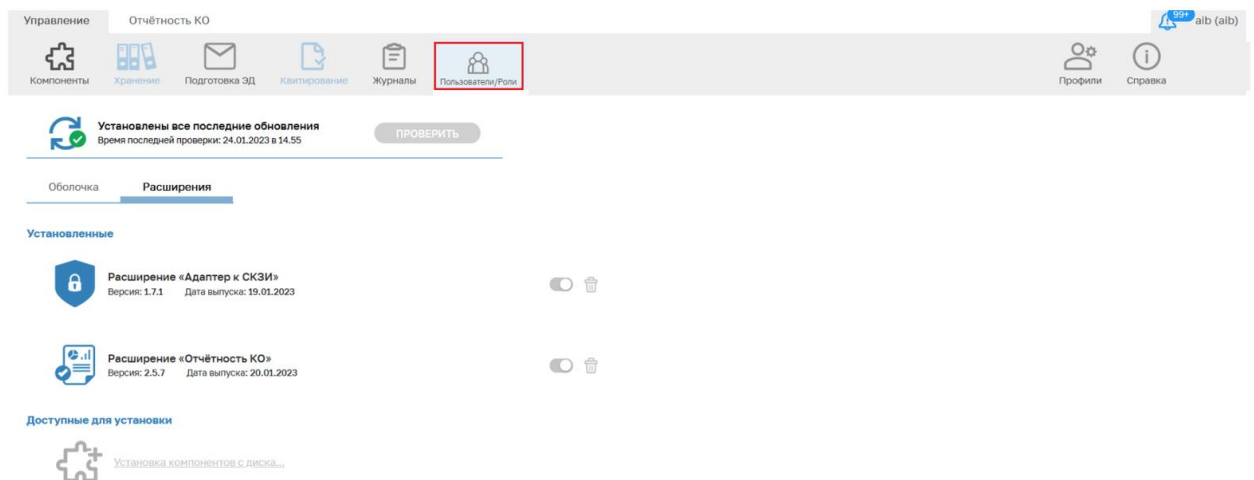 Управление Отчётность КО 99+ aib (aib)
Компоненты Хранение Подготовка ЭД Квитирование Журналы Пользователи/Роли Профили Справка
Установлены все последние обновления
Время последней проверки: 24.01.2023 в 14.55
ПРОВЕРИТЬ
Оболочка Расширения
Установленные
Расширение «Адаптер к СКЗИ»
Версия: 1.7.1 Дата выпуска: 19.01.2023
Расширение «Отчётность КО»
Версия: 2.5.7 Дата выпуска: 20.01.2023
Доступные для установки
Установка компонентов с диска...